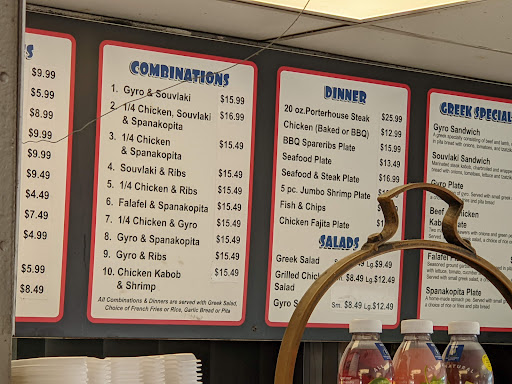 $9.99
$5.99
$8.99
$9.99
$9.99
$4.49
$7.49
$4.99
$5.99
$8.49
COMBINATIONS
1. Gyro & Souvlaki $15.99
2. 1/4 Chicken, Souvlaki $16.99
& Spanakopita
3. 1/4 Chicken $15.49
& Spanakopita
4. Souvlaki & Ribs $15.49
5. 1/4 Chicken & Ribs $15.49
6. Falafel & Spanakopita $15.49
7. 1/4 Chicken & Gyro $15.49
8. Gyro & Spanakopita $15.49
9. Gyro & Ribs $15.49
10. Chicken Kabob $15.49
& Shrimp
All Combinations & Dinners are served with Greek Salad,
Choice of French Fries or Rice, Garlic Bread or Pita
DINNER
20 oz. Porterhouse Steak $25.99
Chicken (Baked or BBQ) $12.99
BBQ Spareribs Plate $15.99
Seafood Plate $13.49
Seafood & Steak Plate $16.99
5 pc. Jumbo Shrimp Plate
Fish & Chips
Chicken Fajita Plate
SALADS
Greek Salad Lg. $9.49
Grilled Chicken Sm. $8.49 Lg. $12.49
Salad
Gyro Sm. $8.49 Lg. $12.49
GREEK SPECIAL
Gyro Sandwich
Souvlaki Sandwich
Gyro Plate
Beef Chicken
Kabob
Plate
Falafel
Spanakopita Plate